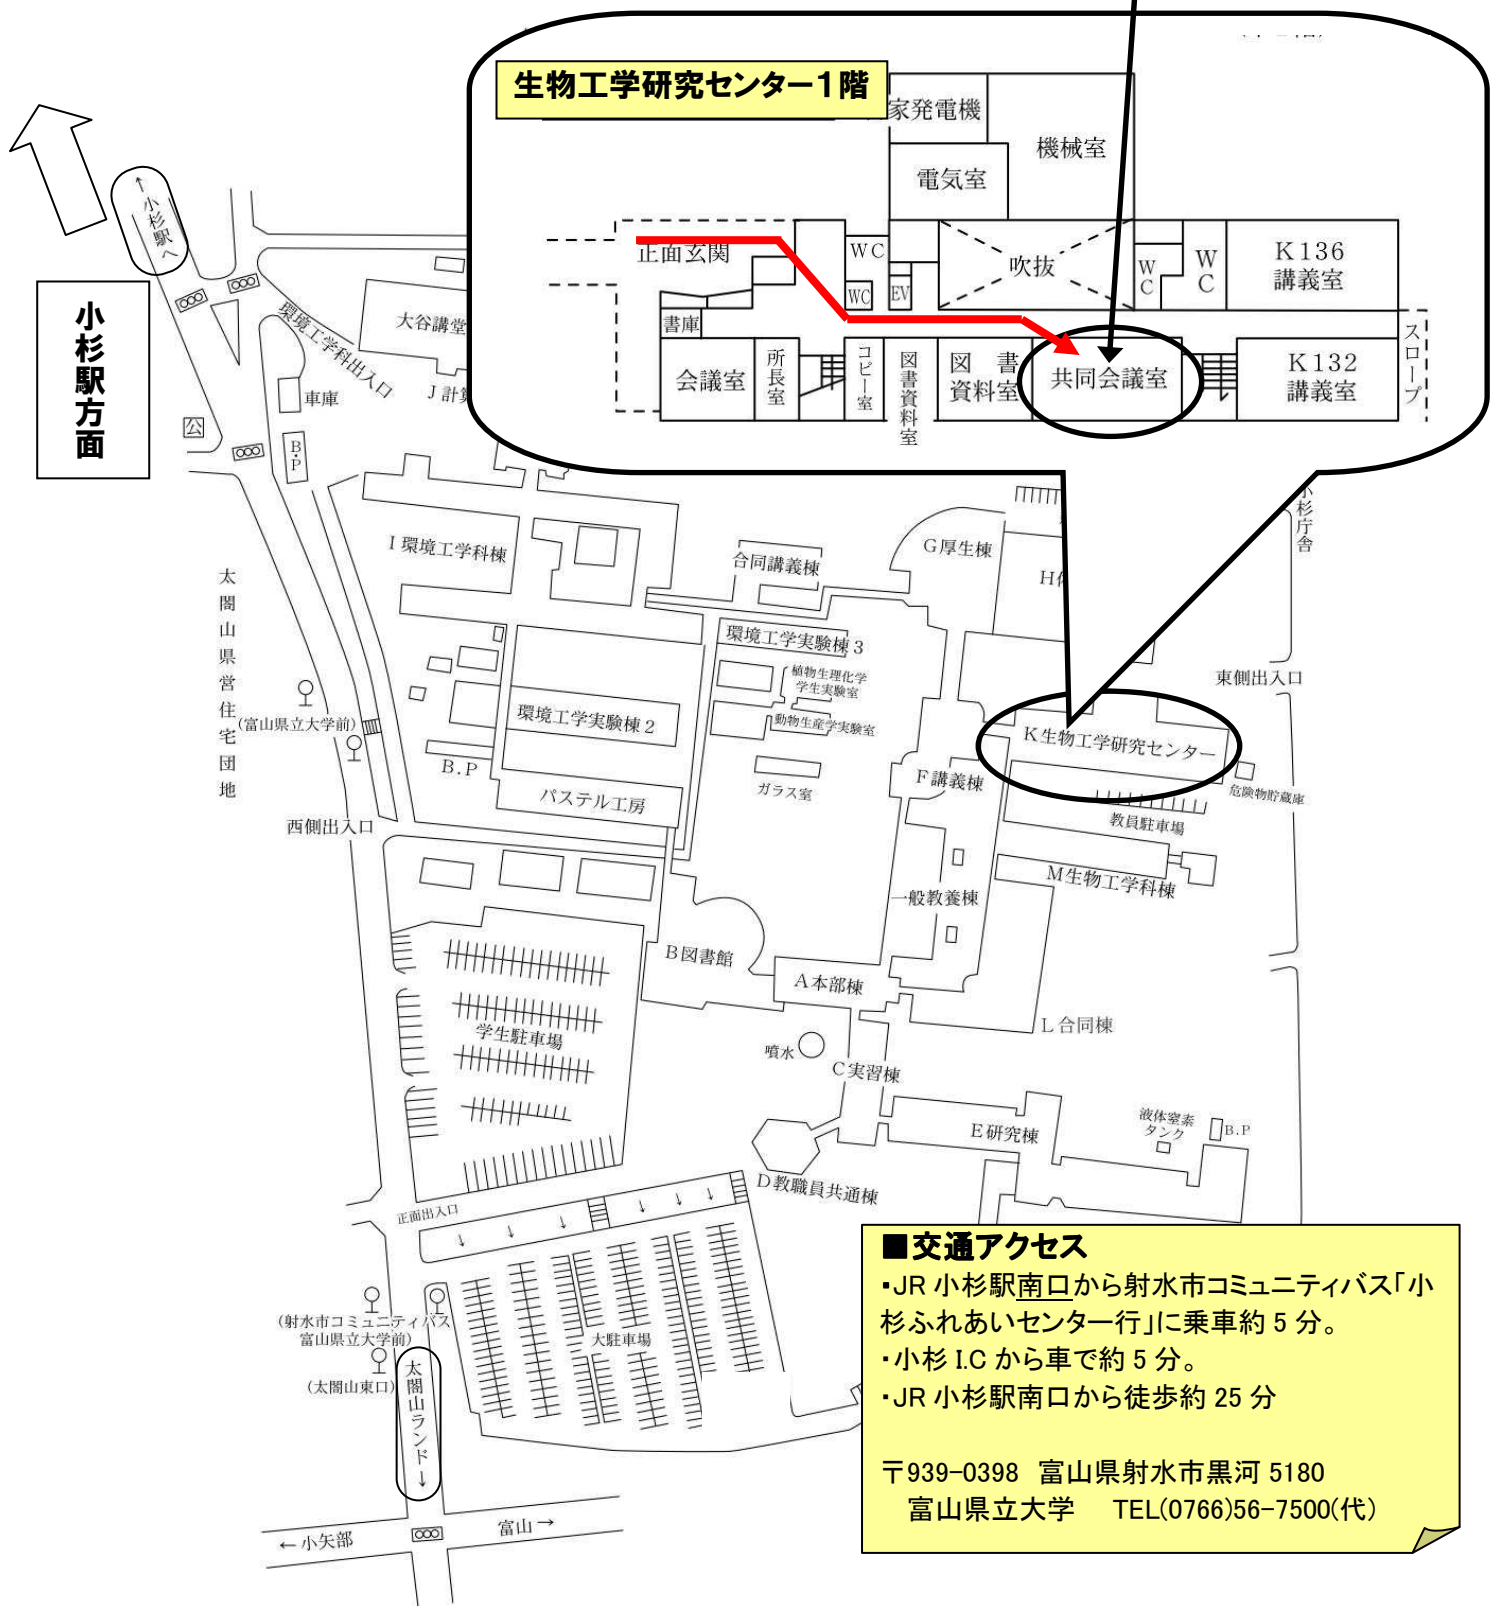 生物工学研究センター1階
家発電機
機械室
電気室
正面玄関
WC
WC
EV
吹抜
WC
WC
K136
講義室
書庫
会議室
所長室
コピー室
図書資料室
図書
資料室
共同会議室
K132
講義室
スロープ
←小杉駅へ
小杉駅方面
環境工学科出入口
大谷講堂
車庫
公
B.P
I環境工学科棟
合同講義棟
G厚生棟
小杉庁舎
太閤山県営住宅団地
環境工学実験棟3
植物生理化学
学生実験室
動物生産学実験室
東側出入口
(富山県立大学前)
環境工学実験棟2
K生物工学研究センター
B.P
パステル工房
ガラス室
F講義棟
危険物貯蔵庫
教員駐車場
西側出入口
M生物工学科棟
一般教養棟
B図書館
A本部棟
学生駐車場
L合同棟
噴水
C実習棟
E研究棟
液体窒素
タンク
B.P
D教職員共通棟
正面出入口
(射水市コミュニティバス
富山県立大学前)
大駐車場
(太閤山東口)
太閤山ランド→
←小矢部
富山→
■交通アクセス
・JR 小杉駅南口から射水市コミュニティバス「小
杉ふれあいセンター行」に乗車約 5 分。
・小杉 I.C から車で約 5 分。
・JR 小杉駅南口から徒歩約 25 分
〒939-0398 富山県射水市黒河 5180
富山県立大学 TEL(0766)56-7500(代)